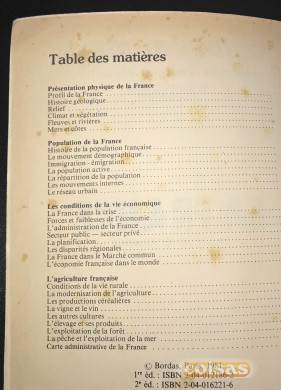 Table des matières
Présentation physique de la France
Profil de la France
Histoire géologique
Relief
Climat et végétation
Fleuves et rivières
Mers et côtes
Population de la France
Histoire de la population française
Le mouvement démographique
Immigration - émigration
La population active
La répartition de la population
Les mouvements internes
Le réseau urbain
Les conditions de la vie économique
La France dans la crise
Forces et faiblesses de l'économie
L'administration de la France
Secteur public — secteur privé
La planification
Les disparités régionales
La France dans le Marché commun
L'économie française dans le monde
L'agriculture française
Conditions de la vie rurale
La modernisation de l'agriculture
Les productions céréalières
La vigne et le vin
Les autres cultures
L'élevage et ses produits
L'exploitation de la forêt
La pêche et l'exploitation de la mer
Carte administrative de la France
© Bordas, Paris,
1re éd. : ISBN 2-04-012186-2
2e éd. : ISBN 2-04-016221-6